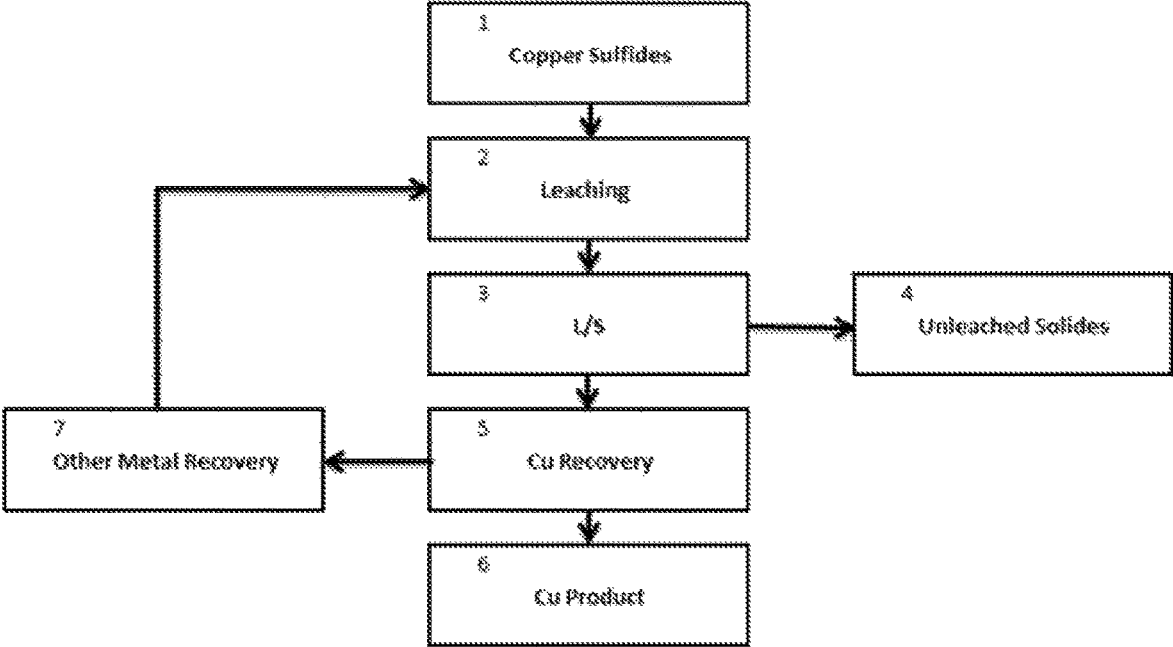 1
Copper Sulfides
2
Leaching
3
L/S
4
Unleached Solides
7
Other Metal Recovery
5
Cu Recovery
6
Cu Product